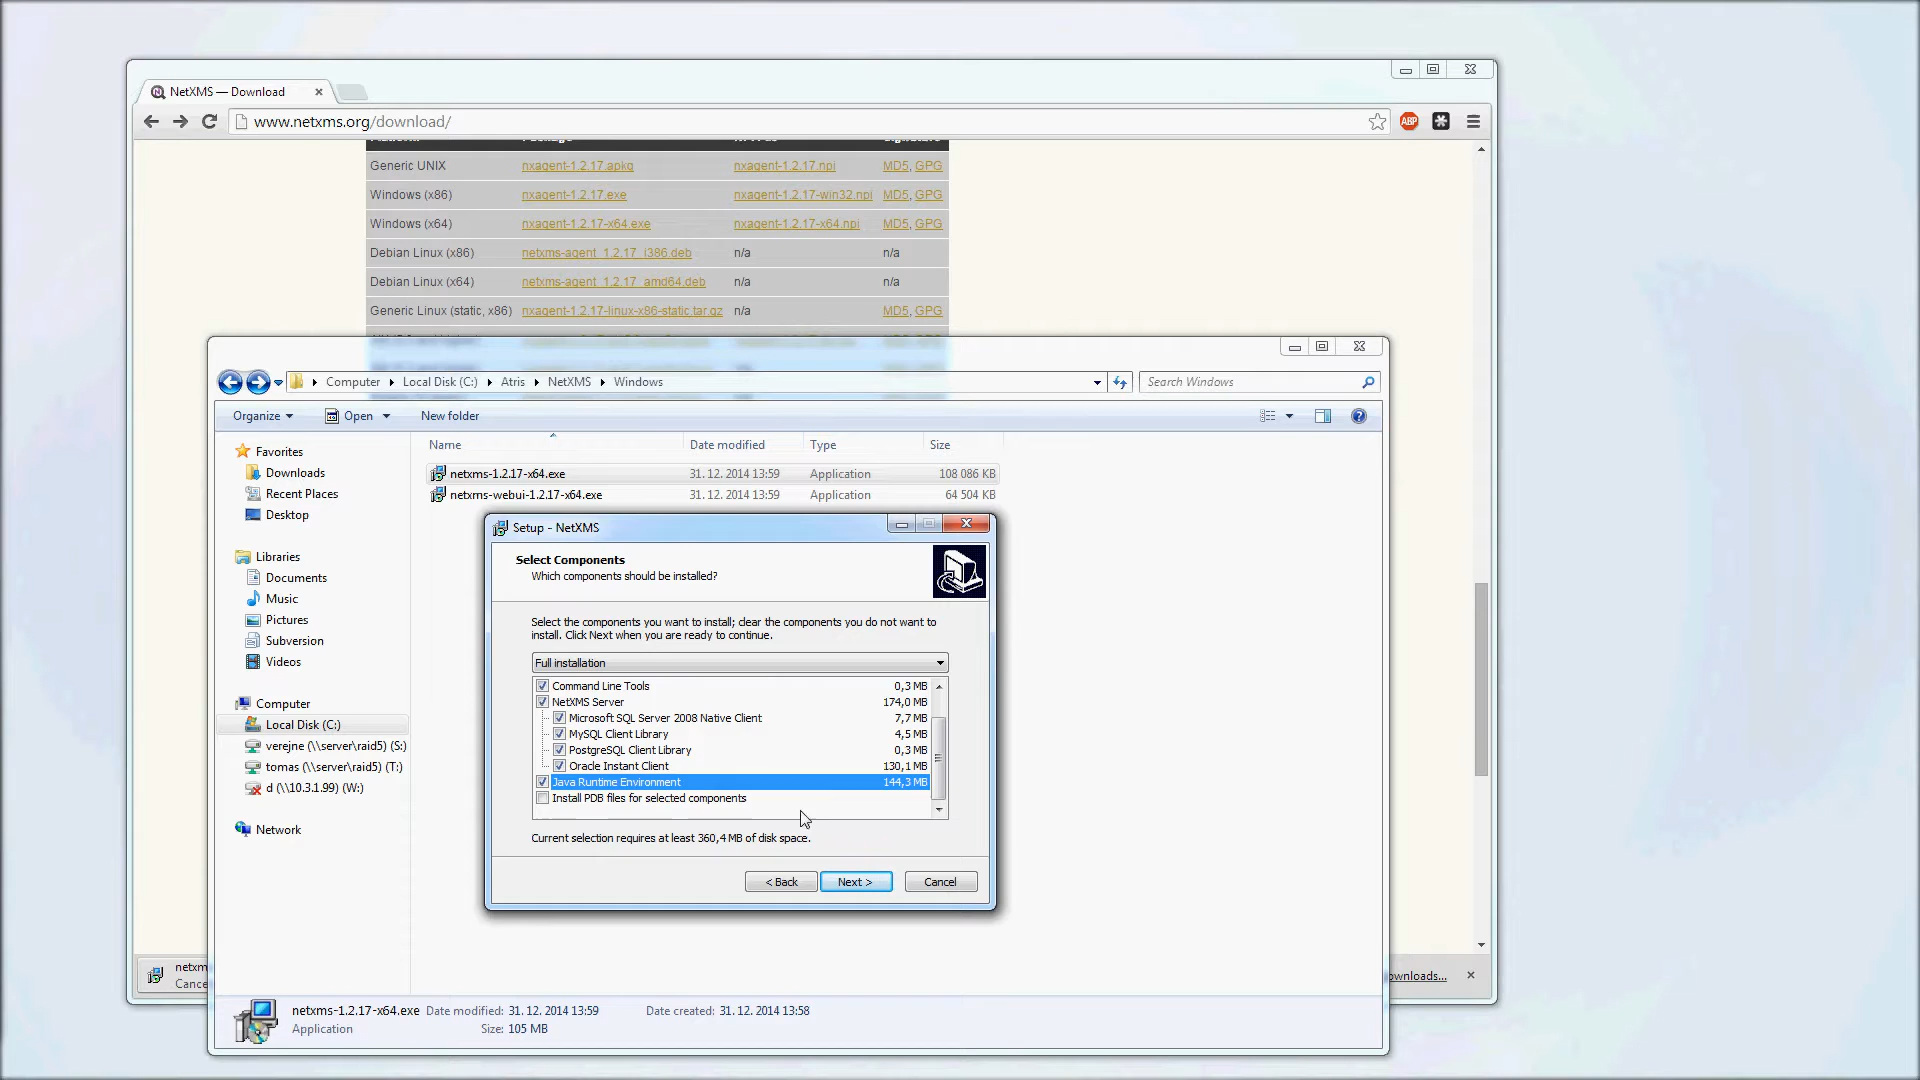 NetXMS — Download
www.netxms.org/download/
ABP
Generic UNIX nxagent-1.2.17.apkg nxagent-1.2.17.npi MD5, GPG
Windows (x86) nxagent-1.2.17.exe nxagent-1.2.17-win32.npi MD5, GPG
Windows (x64) nxagent-1.2.17-x64.exe nxagent-1.2.17-x64.npi MD5, GPG
Debian Linux (x86) netxms-agent_1.2.17_i386.deb n/a n/a
Debian Linux (x64) netxms-agent_1.2.17_amd64.deb n/a n/a
Generic Linux (static, x86) nxagent-1.2.17-linux-x86-static.tar.gz n/a MD5, GPG
Computer Local Disk (C:) Atris NetXMS Windows Search Windows
Organize Open New folder
Name Date modified Type Size
Favorites
Downloads
Recent Places
Desktop
Libraries
Documents
Music
Pictures
Subversion
Videos
Computer
Local Disk (C:)
verejne (\\server\raid5) (S:)
tomas (\\server\raid5) (T:)
d (\\10.3.1.99) (W:)
Network
netxms-1.2.17-x64.exe 31. 12. 2014 13:59 Application 108 086 KB
netxms-webui-1.2.17-x64.exe 31. 12. 2014 13:59 Application 64 504 KB
Setup - NetXMS
Select Components
Which components should be installed?
Select the components you want to install; clear the components you do not want to
install. Click Next when you are ready to continue.
Full installation
Command Line Tools 0,3 MB
NetXMS Server 174,0 MB
Microsoft SQL Server 2008 Native Client 7,7 MB
MySQL Client Library 4,5 MB
PostgreSQL Client Library 0,3 MB
Oracle Instant Client 130,1 MB
Java Runtime Environment 144,3 MB
Install PDB files for selected components
Current selection requires at least 360,4 MB of disk space.
< Back Next > Cancel
netxm
Cance
ownloads...
netxms-1.2.17-x64.exe Date modified: 31. 12. 2014 13:59 Date created: 31. 12. 2014 13:58
Application Size: 105 MB